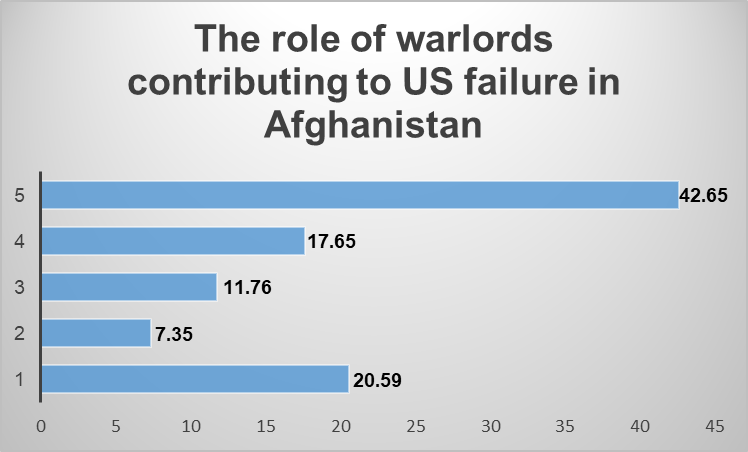 The role of warlords
contributing to US failure in
Afghanistan
5 42.65
4 17.65
3 11.76
2 7.35
1 20.59
0 5 10 15 20 25 30 35 40 45